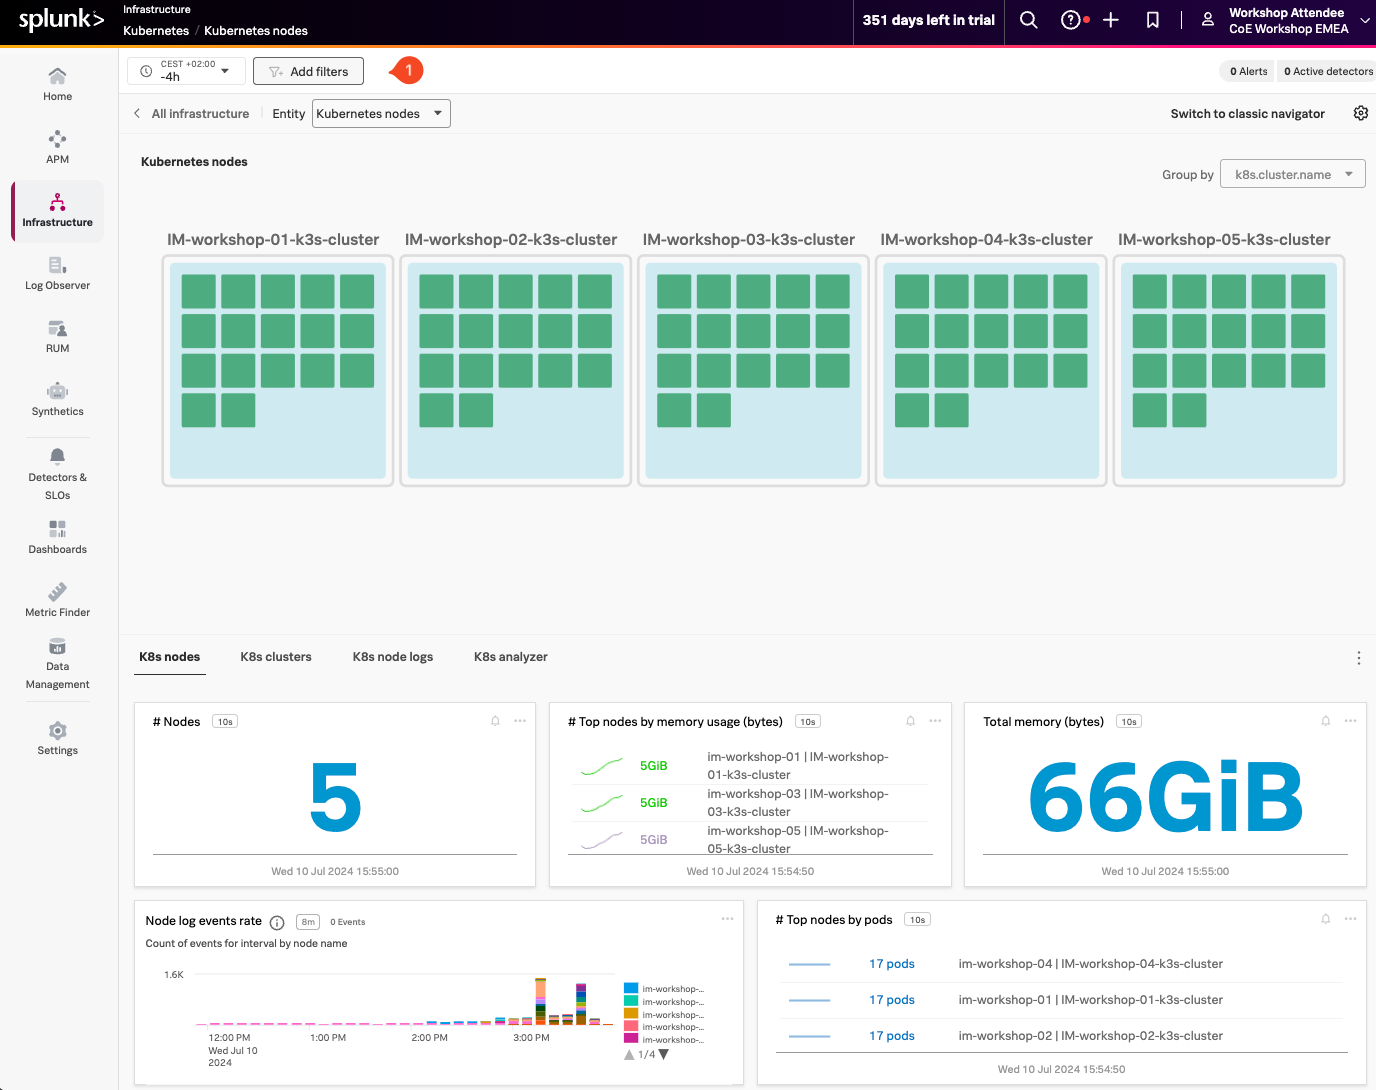 splunk>
Infrastructure
Kubernetes / Kubernetes nodes
351 days left in trial
Workshop Attendee
CoE Workshop EMEA
Home
APM
Infrastructure
Log Observer
RUM
Synthetics
Detectors &
SLOs
Dashboards
Metric Finder
Data
Management
Settings
CEST +02:00
-4h
Add filters
1
0 Alerts
0 Active detectors
All infrastructure
Entity
Kubernetes nodes
Switch to classic navigator
Kubernetes nodes
Group by
k8s.cluster.name
IM-workshop-01-k3s-cluster
IM-workshop-02-k3s-cluster
IM-workshop-03-k3s-cluster
IM-workshop-04-k3s-cluster
IM-workshop-05-k3s-cluster
K8s nodes
K8s clusters
K8s node logs
K8s analyzer
# Nodes
10s
5
Wed 10 Jul 2024 15:55:00
# Top nodes by memory usage (bytes)
10s
5GiB
im-workshop-01 | IM-workshop-
01-k3s-cluster
5GiB
im-workshop-03 | IM-workshop-
03-k3s-cluster
5GiB
im-workshop-05 | IM-workshop-
05-k3s-cluster
Wed 10 Jul 2024 15:54:50
Total memory (bytes)
10s
66GiB
Wed 10 Jul 2024 15:55:00
Node log events rate
8m
0 Events
Count of events for interval by node name
1.6K
12:00 PM
Wed Jul 10
2024
1:00 PM
2:00 PM
3:00 PM
im-workshop-...
im-workshop-...
im-workshop-...
im-workshop-...
im-workshop-...
1/4
# Top nodes by pods
10s
17 pods
im-workshop-04 | IM-workshop-04-k3s-cluster
17 pods
im-workshop-01 | IM-workshop-01-k3s-cluster
17 pods
im-workshop-02 | IM-workshop-02-k3s-cluster
Wed 10 Jul 2024 15:54:50